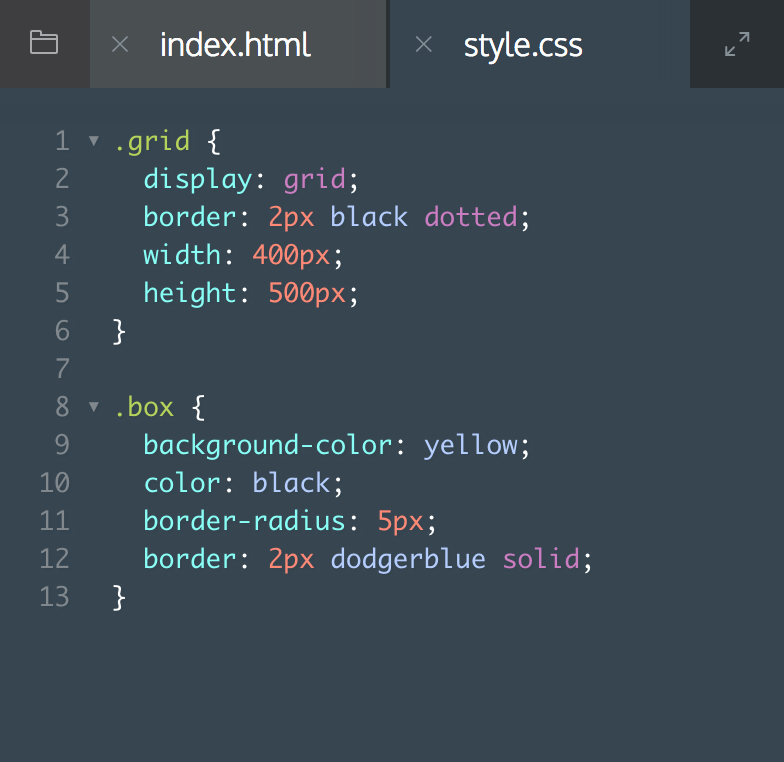 index.html style.css
1 .grid {
2 display: grid;
3 border: 2px black dotted;
4 width: 400px;
5 height: 500px;
6 }
7
8 .box {
9 background-color: yellow;
10 color: black;
11 border-radius: 5px;
12 border: 2px dodgerblue solid;
13 }